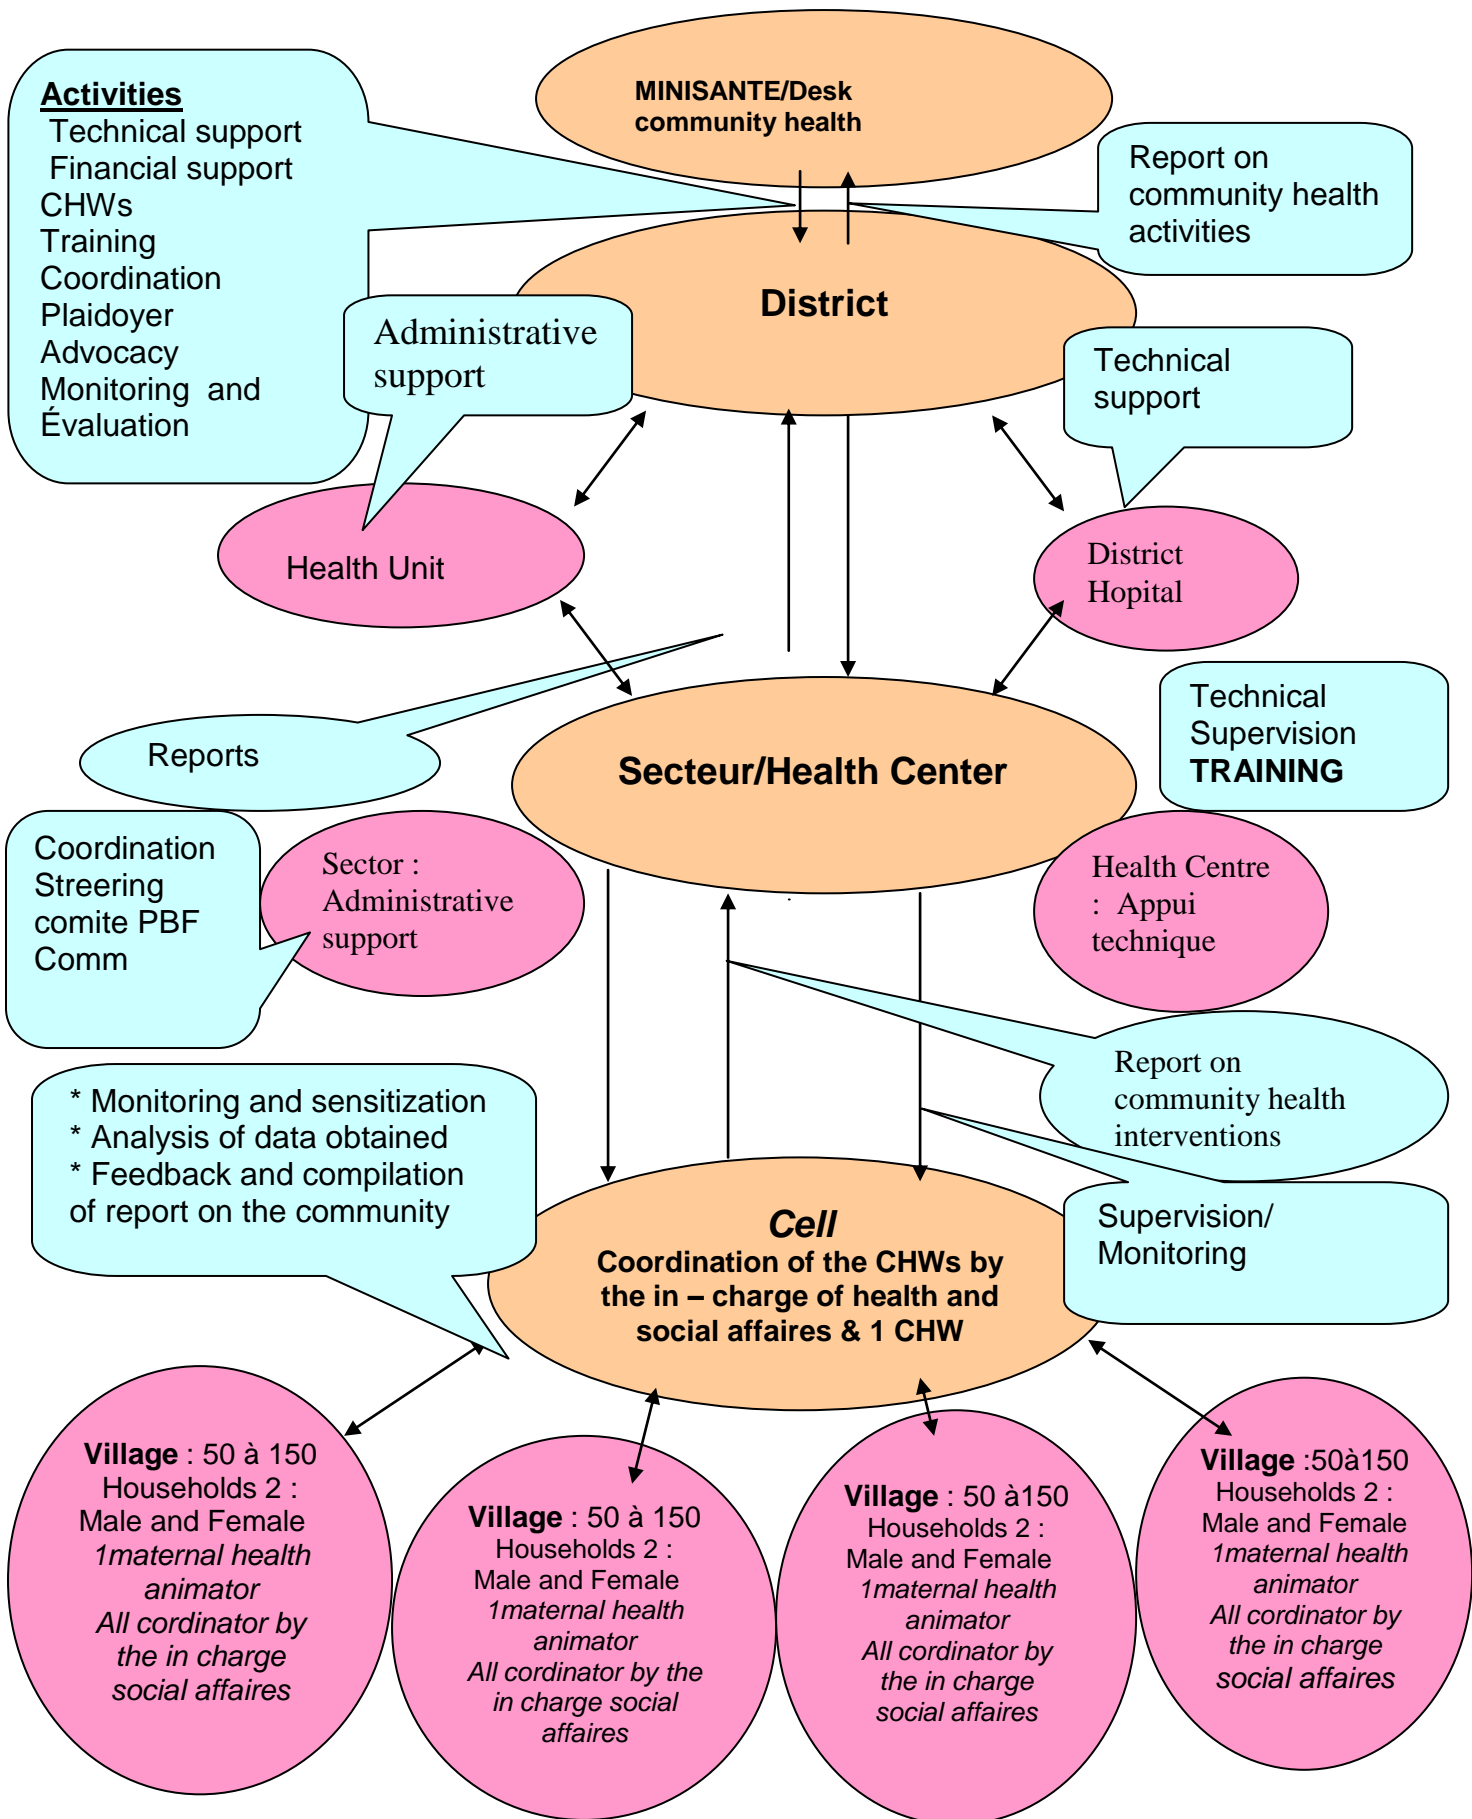 MINISANTE/Desk
community health
Activities
Technical support
Financial support
CHWs
Training
Coordination
Plaidoyer
Advocacy
Monitoring and
Évaluation
Report on
community health
activities
District
Administrative
support
Technical
support
Health Unit
District
Hopital
Reports
Secteur/Health Center
Technical
Supervision
TRAINING
Coordination
Streering
comite PBF
Comm
Sector :
Administrative
support
Health Centre
: Appui
technique
Report on
community health
interventions
* Monitoring and sensitization
* Analysis of data obtained
* Feedback and compilation
of report on the community
Supervision/
Monitoring
Cell
Coordination of the CHWs by
the in – charge of health and
social affaires & 1 CHW
Village : 50 à 150
Households 2 :
Male and Female
1maternal health
animator
All cordinator by
the in charge
social affaires
Village : 50 à 150
Households 2 :
Male and Female
1maternal health
animator
All cordinator by the
in charge social
affaires
Village : 50 à150
Households 2 :
Male and Female
1maternal health
animator
All cordinator by
the in charge
social affaires
Village :50à150
Households 2 :
Male and Female
1maternal health
animator
All cordinator by
the in charge
social affaires